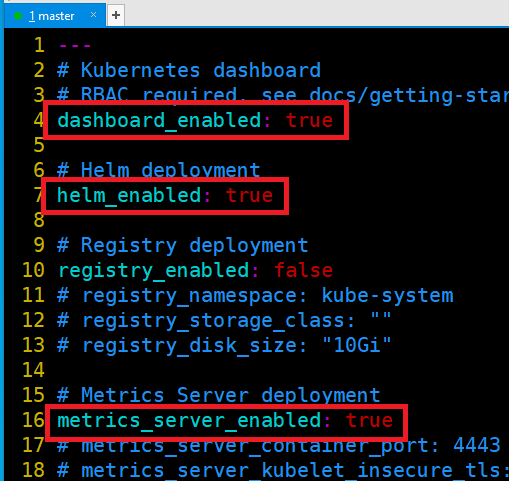 1 master × +
1 ---
2 # Kubernetes dashboard
3 # RBAC required, see docs/getting-star
4 dashboard_enabled: true
5
6 # Helm deployment
7 helm_enabled: true
8
9 # Registry deployment
10 registry_enabled: false
11 # registry_namespace: kube-system
12 # registry_storage_class: ""
13 # registry_disk_size: "10Gi"
14
15 # Metrics Server deployment
16 metrics_server_enabled: true
17 # metrics_server_container_port: 4443
18 # metrics_server_kubelet_insecure_tls: